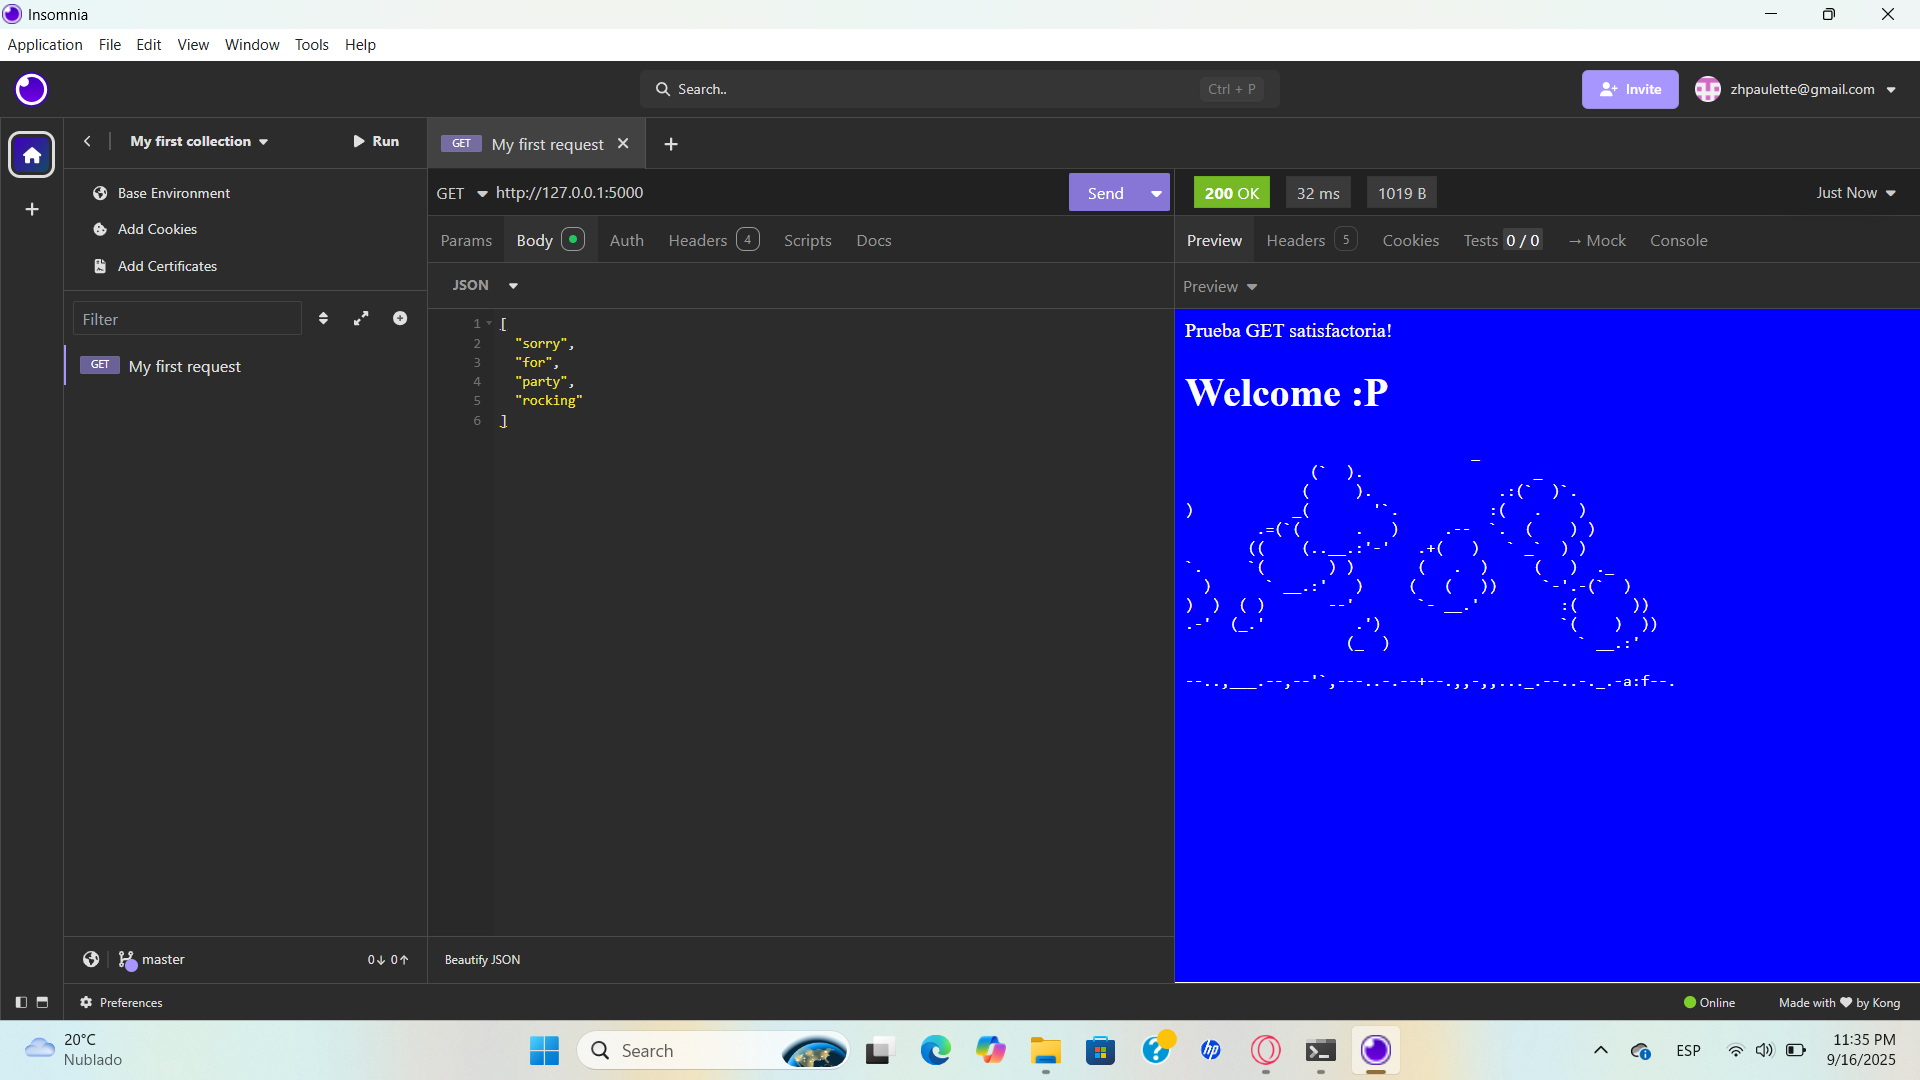 Insomnia
Application File Edit View Window Tools Help
Search.. Ctrl + P
Invite
zhpaulette@gmail.com
My first collection
Run
Base Environment
Add Cookies
Add Certificates
Filter
GET My first request
master
0↓ 0↑
Preferences
GET My first request
GET http://127.0.0.1:5000
Send
Params Body Auth Headers 4 Scripts Docs
JSON
1 [
2 "sorry",
3 "for",
4 "party",
5 "rocking"
6 ]
Beautify JSON
200 OK 32 ms 1019 B Just Now
Preview Headers 5 Cookies Tests 0 / 0 → Mock Console
Preview
Prueba GET satisfactoria!
Welcome :P
--..,___.--,--'`,---..-.--+--.,,-,,..._.--..-._.-a:f--.
Online
Made with ♥ by Kong
20°C
Nublado
Search
ESP
11:35 PM
9/16/2025